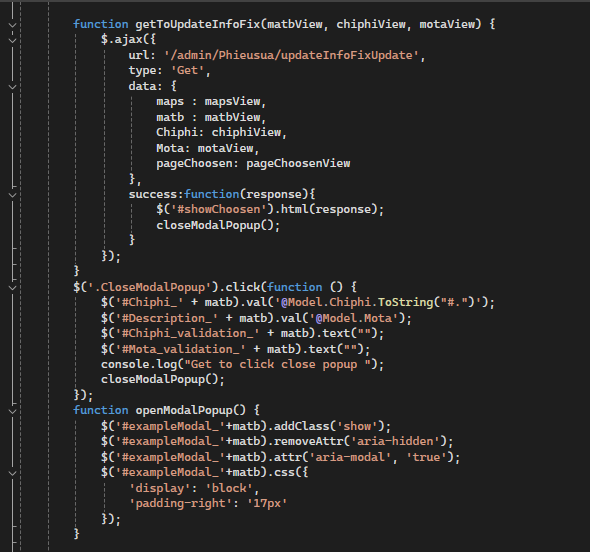 function getToUpdateInfoFix(matbView, chiphiView, motaView) {
$.ajax({
url: '/admin/Phieusua/updateInfoFixUpdate',
type: 'Get',
data: {
maps : mapsView,
matb : matbView,
Chiphi: chiphiView,
Mota: motaView,
pageChoosen: pageChoosenView
},
success:function(response){
$('#showChoosen').html(response);
closeModalPopup();
}
});
}
$('.CloseModalPopup').click(function () {
$('#Chiphi_' + matb).val('@Model.Chiphi.ToString("#.")');
$('#Description_' + matb).val('@Model.Mota');
$('#Chiphi_validation_' + matb).text("");
$('#Mota_validation_' + matb).text("");
console.log("Get to click close popup ");
closeModalPopup();
});
function openModalPopup() {
$('#exampleModal_'+matb).addClass('show');
$('#exampleModal_'+matb).removeAttr('aria-hidden');
$('#exampleModal_'+matb).attr('aria-modal', 'true');
$('#exampleModal_'+matb).css({
'display': 'block',
'padding-right': '17px'
});
}